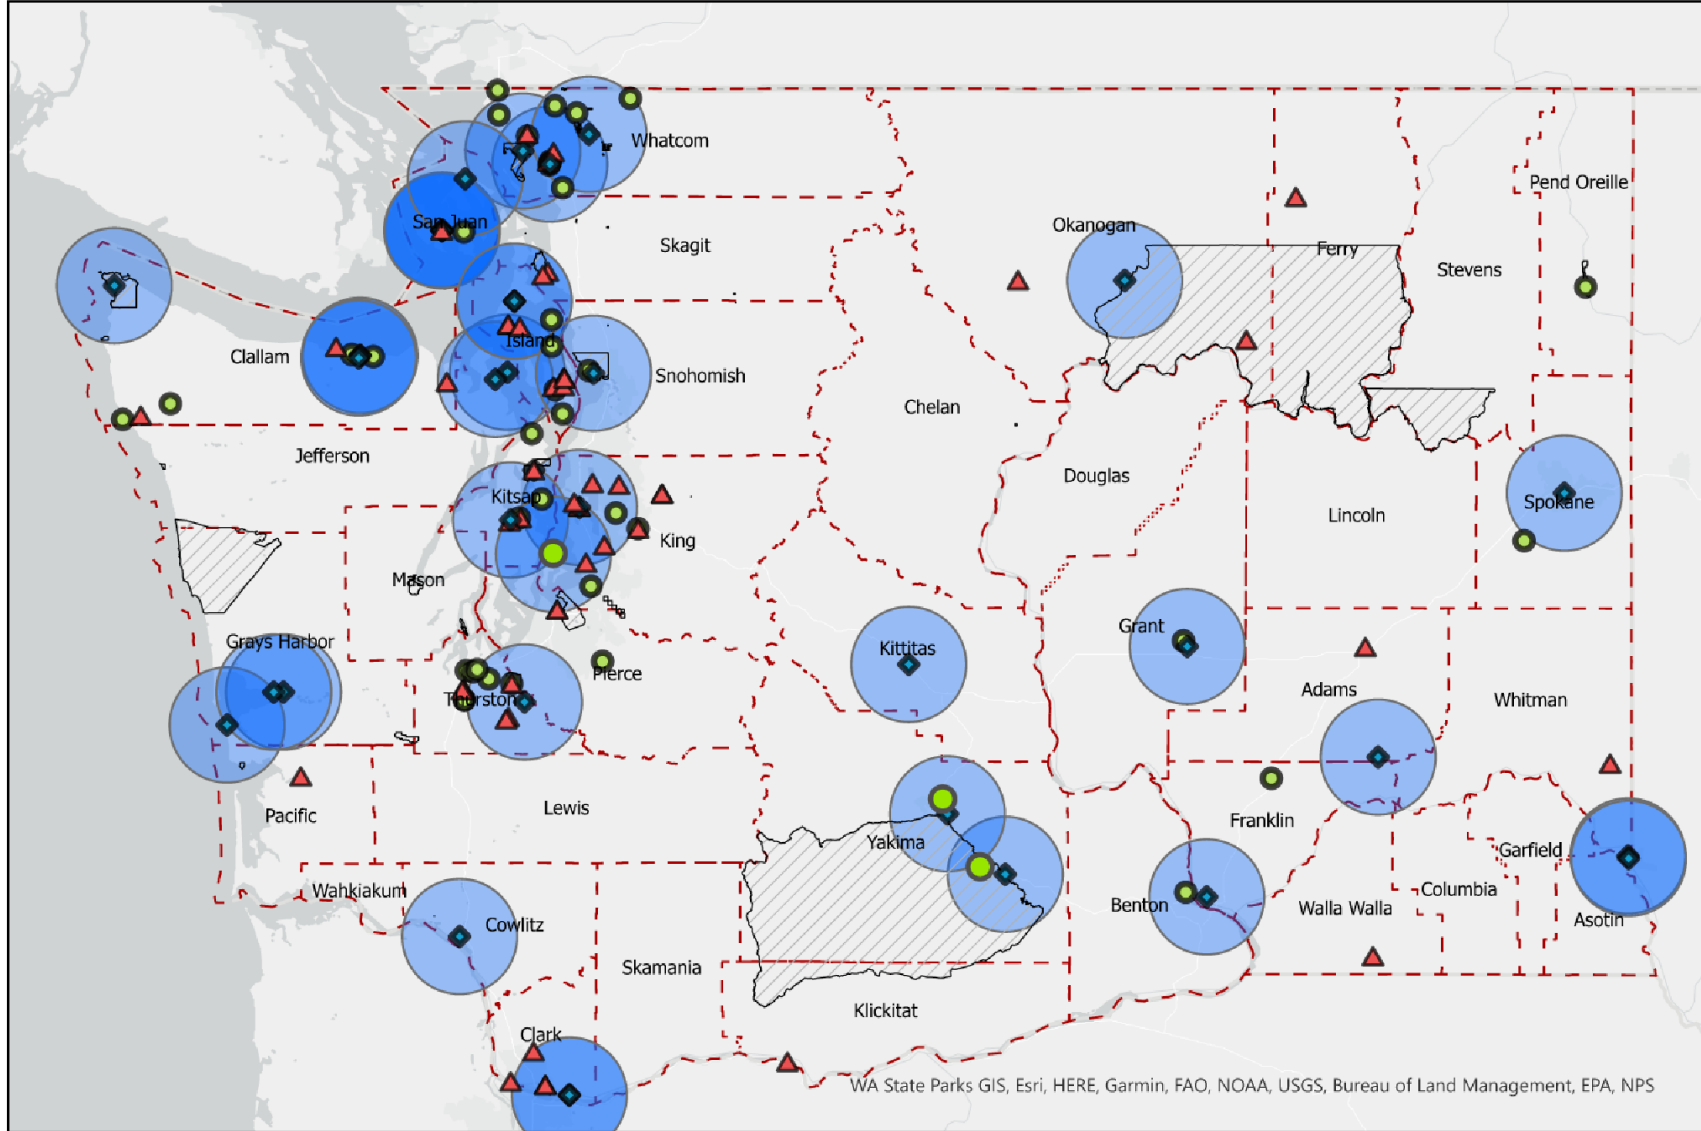 Whatcom
Pend Oreille
San Juan
Okanogan
Skagit
Ferry
Stevens
Island
Clallam
Snohomish
Chelan
Jefferson
Douglas
Kitsap
Spokane
Lincoln
King
Mason
Grant
Grays Harbor
Kittitas
Pierce
Adams
Thurston
Whitman
Lewis
Pacific
Franklin
Yakima
Garfield
Wahkiakum
Columbia
Benton
Walla Walla
Asotin
Cowlitz
Skamania
Klickitat
Clark
WA State Parks GIS, Esri, HERE, Garmin, FAO, NOAA, USGS, Bureau of Land Management, EPA, NPS